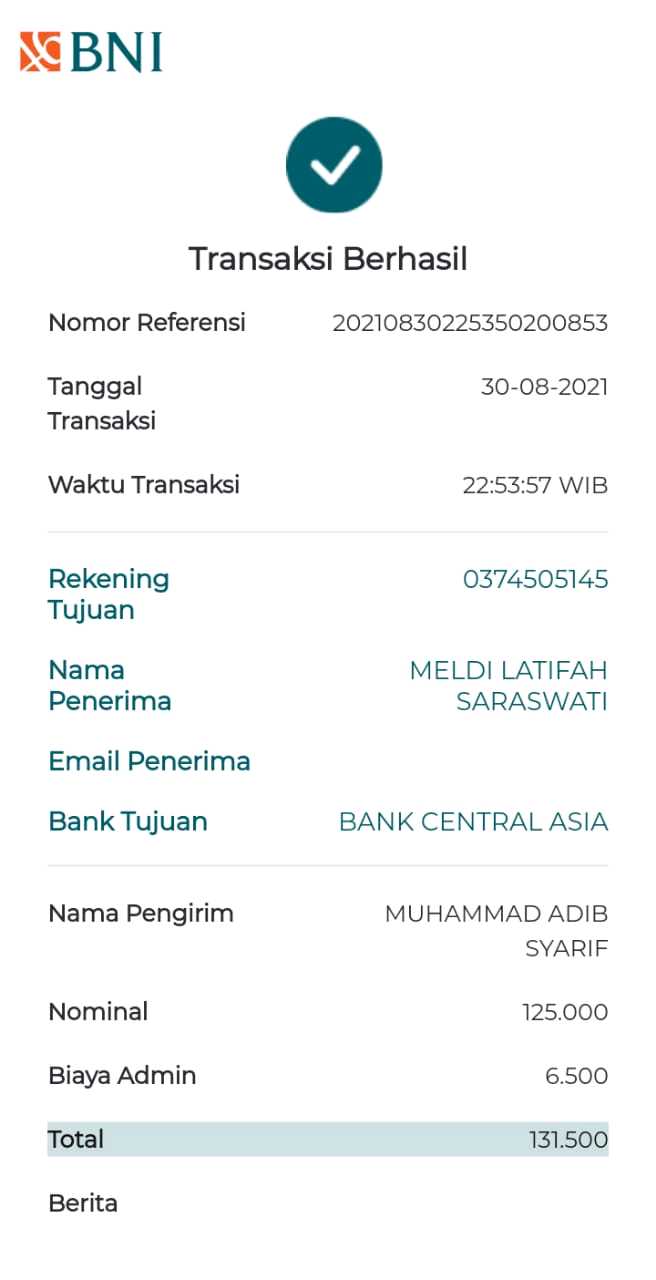 BNI
Transaksi Berhasil
Nomor Referensi 20210830225350200853
Tanggal Transaksi 30-08-2021
Waktu Transaksi 22:53:57 WIB
Rekening Tujuan 0374505145
Nama Penerima MELDI LATIFAH SARASWATI
Email Penerima
Bank Tujuan BANK CENTRAL ASIA
Nama Pengirim MUHAMMAD ADIB SYARIF
Nominal 125.000
Biaya Admin 6.500
Total 131.500
Berita